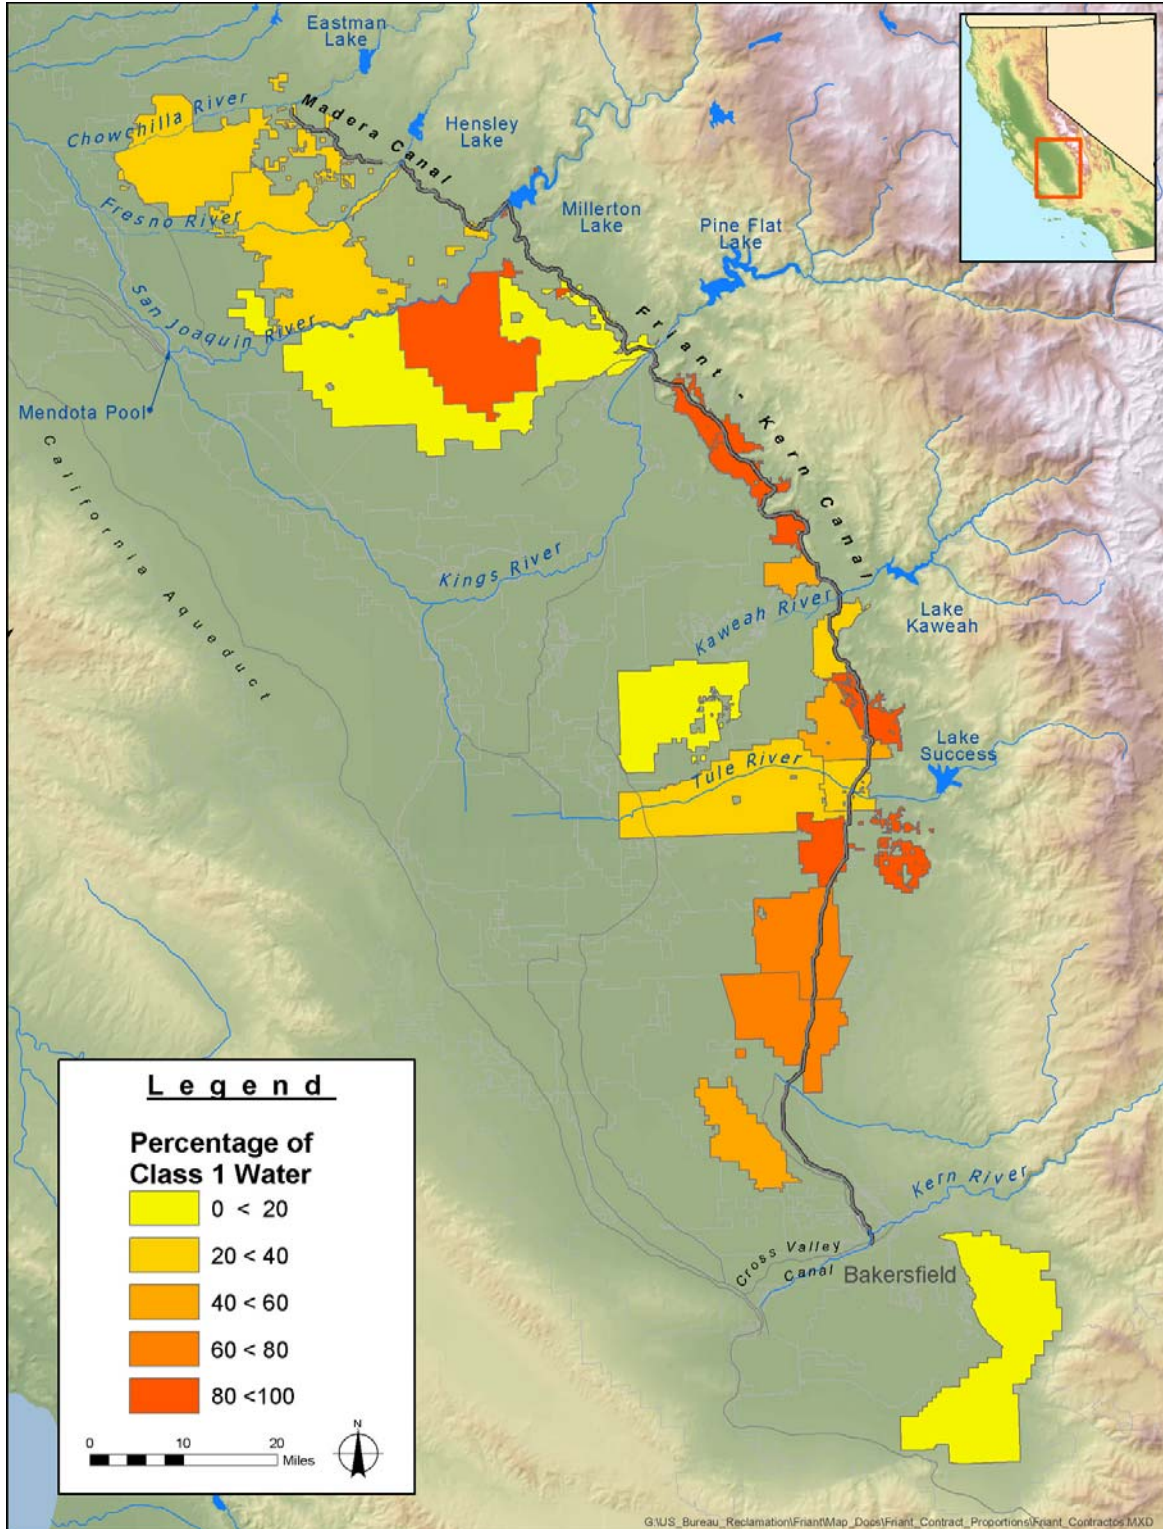 Eastman
Lake
Chowchilla River
Madera Canal
Hensley
Lake
Fresno River
Millerton
Lake
Pine Flat
Lake
San Joaquin River
Friant - Kern Canal
Mendota Pool
California Aqueduct
Kings River
Kaweah River
Lake
Kaweah
Lake
Success
Tule River
Legend
Percentage of
Class 1 Water
0 < 20
20 < 40
40 < 60
60 < 80
80 <100
0 10 20
Miles
N
Kern River
Cross Valley
Canal
Bakersfield
G:\US_Bureau_Reclamation\Friant\Map_Docs\Friant_Contract_Proportions\Friant_Contractos.MXD